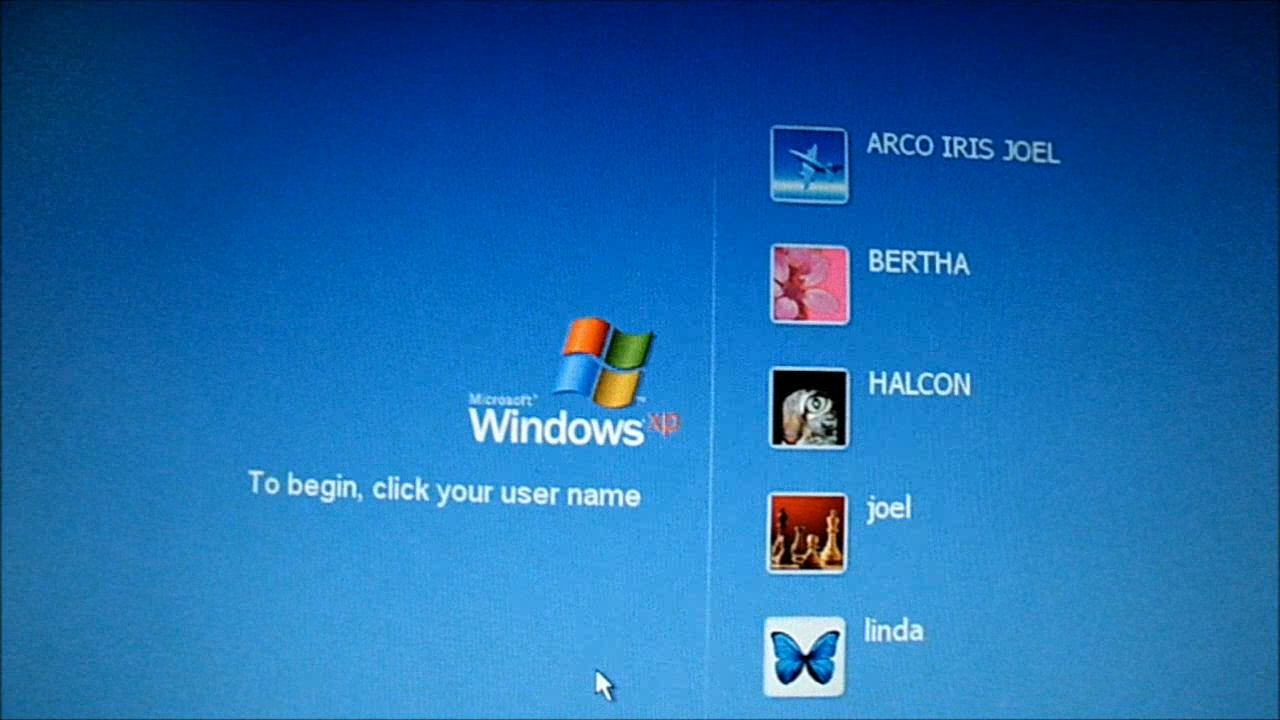 Microsoft®
Windows xp
To begin, click your user name
ARCO IRIS JOEL
BERTHA
HALCON
joel
linda